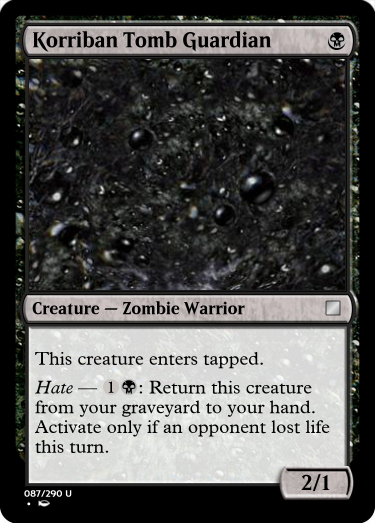 Korriban Tomb Guardian
Creature — Zombie Warrior
This creature enters tapped.
Hate — 1 : Return this creature
from your graveyard to your hand.
Activate only if an opponent lost life
this turn.
2/1
087/290 U